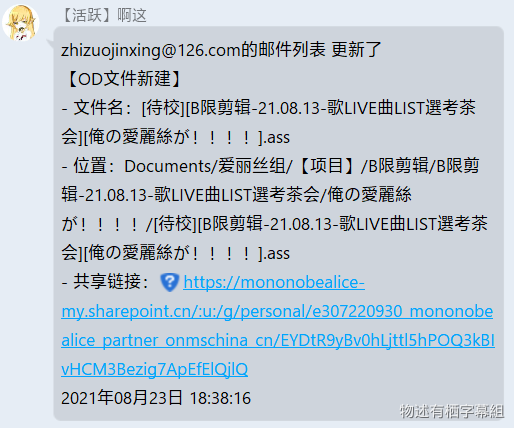 【活跃】啊这
zhizuojinxing@126.com的邮件列表 更新了
【OD文件新建】
- 文件名：[待校][B限剪辑-21.08.13-歌LIVE曲LIST選考茶
会][俺の愛麗絲が！！！！].ass
- 位置：Documents/爱丽丝组/【项目】/B限剪辑/B限剪
辑-21.08.13-歌LIVE曲LIST選考茶会/俺の愛麗絲
が！！！！/[待校][B限剪辑-21.08.13-歌LIVE曲LIST選考茶
会][俺の愛麗絲が！！！！].ass
- 共享链接：https://mononobealice-
my.sharepoint.cn/:u:/g/personal/e307220930_mononobe
alice_partner_onmschina_cn/EYDtR9yBv0hLjttl5hPOQ3kBI
vHCM3Bezig7ApEfElQjlQ
2021年08月23日 18:38:16
物述有栖字幕組